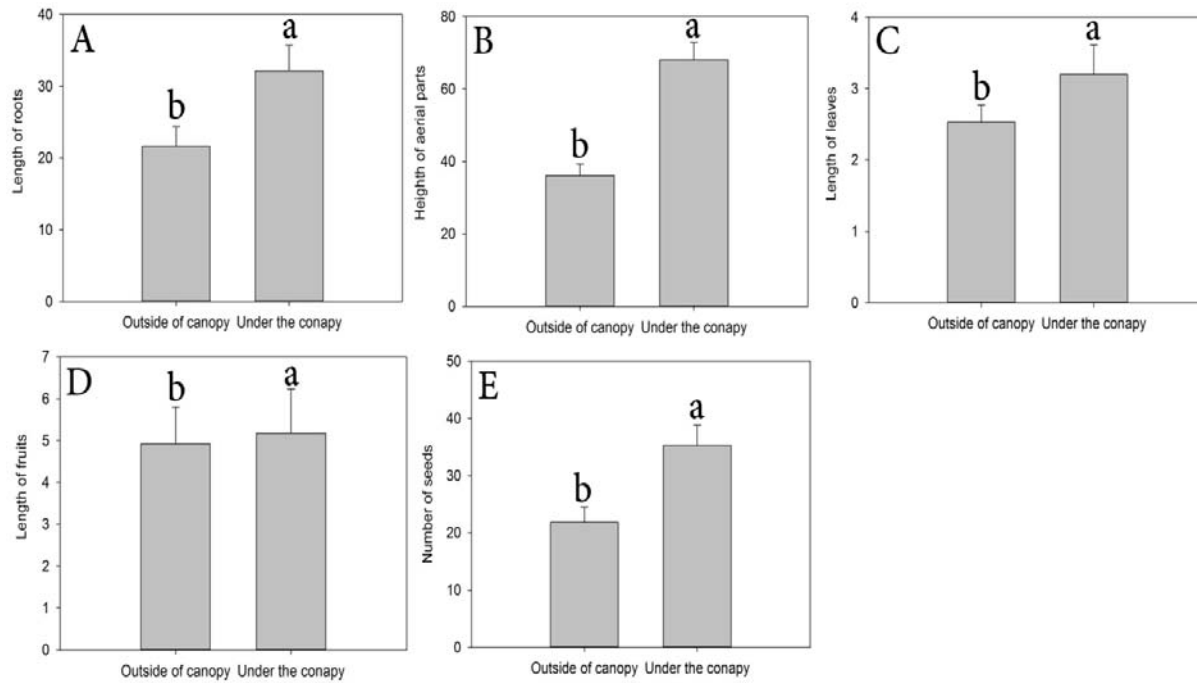 A
Length of roots
40
30
20
10
0
b
a
Outside of canopy Under the conapy
B
Heighth of aerial parts
80
60
40
20
0
b
a
Outside of canopy Under the conapy
C
Length of leaves
4
3
2
1
0
b
a
Outside of canopy Under the conapy
D
Length of fruits
7
6
5
4
3
2
1
0
b
a
Outside of canopy Under the conapy
E
Number of seeds
50
40
30
20
10
0
b
a
Outside of canopy Under the conapy